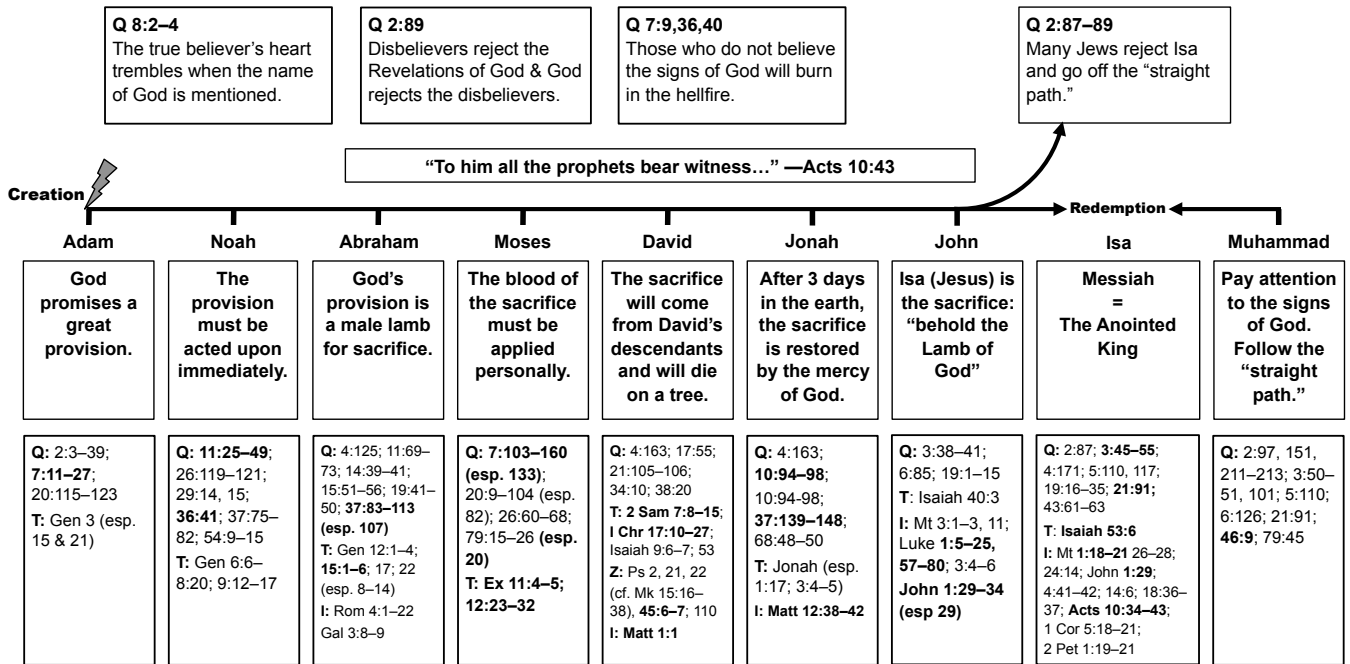 Q 8:2–4
The true believer’s heart
trembles when the name
of God is mentioned.
Q 2:89
Disbelievers reject the
Revelations of God & God
rejects the disbelievers.
Q 7:9,36,40
Those who do not believe
the signs of God will burn
in the hellfire.
Q 2:87–89
Many Jews reject Isa
and go off the “straight
path.”
“To him all the prophets bear witness…” —Acts 10:43
Creation
Redemption
Adam
Noah
Abraham
Moses
David
Jonah
John
Isa
Muhammad
God
promises a
great
provision.
The
provision
must be
acted upon
immediately.
God’s
provision is
a male lamb
for sacrifice.
The blood of
the sacrifice
must be
applied
personally.
The sacrifice
will come
from David’s
descendants
and will die
on a tree.
After 3 days
in the earth,
the sacrifice
is restored
by the mercy
of God.
Isa (Jesus) is
the sacrifice:
“behold the
Lamb of
God”
Messiah
=
The Anointed
King
Pay attention
to the signs
of God.
Follow the
“straight
path.”
Q: 2:3–39;
7:11–27;
20:115–123
T: Gen 3 (esp.
15 & 21)
Q: 11:25–49;
26:119–121;
29:14, 15;
36:41; 37:75–
82; 54:9–15
T: Gen 6:6–
8:20; 9:12–17
Q: 4:125; 11:69–
73; 14:39–41;
15:51–56; 19:41–
50; 37:83–113
(esp. 107)
T: Gen 12:1–4;
15:1–6; 17; 22
(esp. 8–14)
I: Rom 4:1–22
Gal 3:8–9
Q: 7:103–160
(esp. 133);
20:9–104 (esp.
82); 26:60–68;
79:15–26 (esp.
20)
T: Ex 11:4–5;
12:23–32
Q: 4:163; 17:55;
21:105–106;
34:10; 38:20
T: 2 Sam 7:8–15;
I Chr 17:10–27;
Isaiah 9:6–7; 53
Z: Ps 2, 21, 22
(cf. Mk 15:16–
38), 45:6–7; 110
I: Matt 1:1
Q: 4:163;
10:94–98;
10:94-98;
37:139–148;
68:48–50
T: Jonah (esp.
1:17; 3:4–5)
I: Matt 12:38–42
Q: 3:38–41;
6:85; 19:1–15
T: Isaiah 40:3
I: Mt 3:1–3, 11;
Luke 1:5–25,
57–80; 3:4–6
John 1:29–34
(esp 29)
Q: 2:87; 3:45–55;
4:171; 5:110, 117;
19:16–35; 21:91;
43:61–63
T: Isaiah 53:6
I: Mt 1:18–21 26–28;
24:14; John 1:29;
4:41–42; 14:6; 18:36–
37; Acts 10:34–43;
1 Cor 5:18–21;
2 Pet 1:19–21
Q: 2:97, 151,
211–213; 3:50–
51, 101; 5:110;
6:126; 21:91;
46:9; 79:45